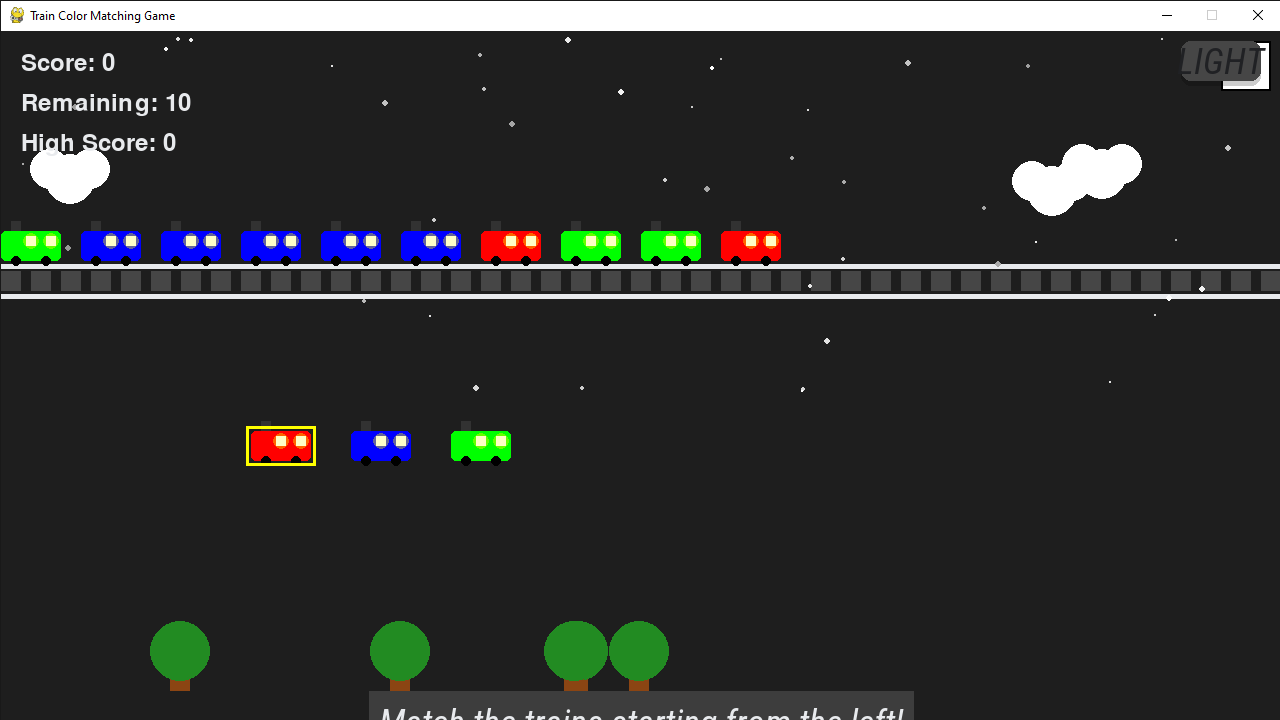 Train Color Matching Game
Score: 0
Remaining: 10
High Score: 0
LIGHT
Match the trains starting from the left!